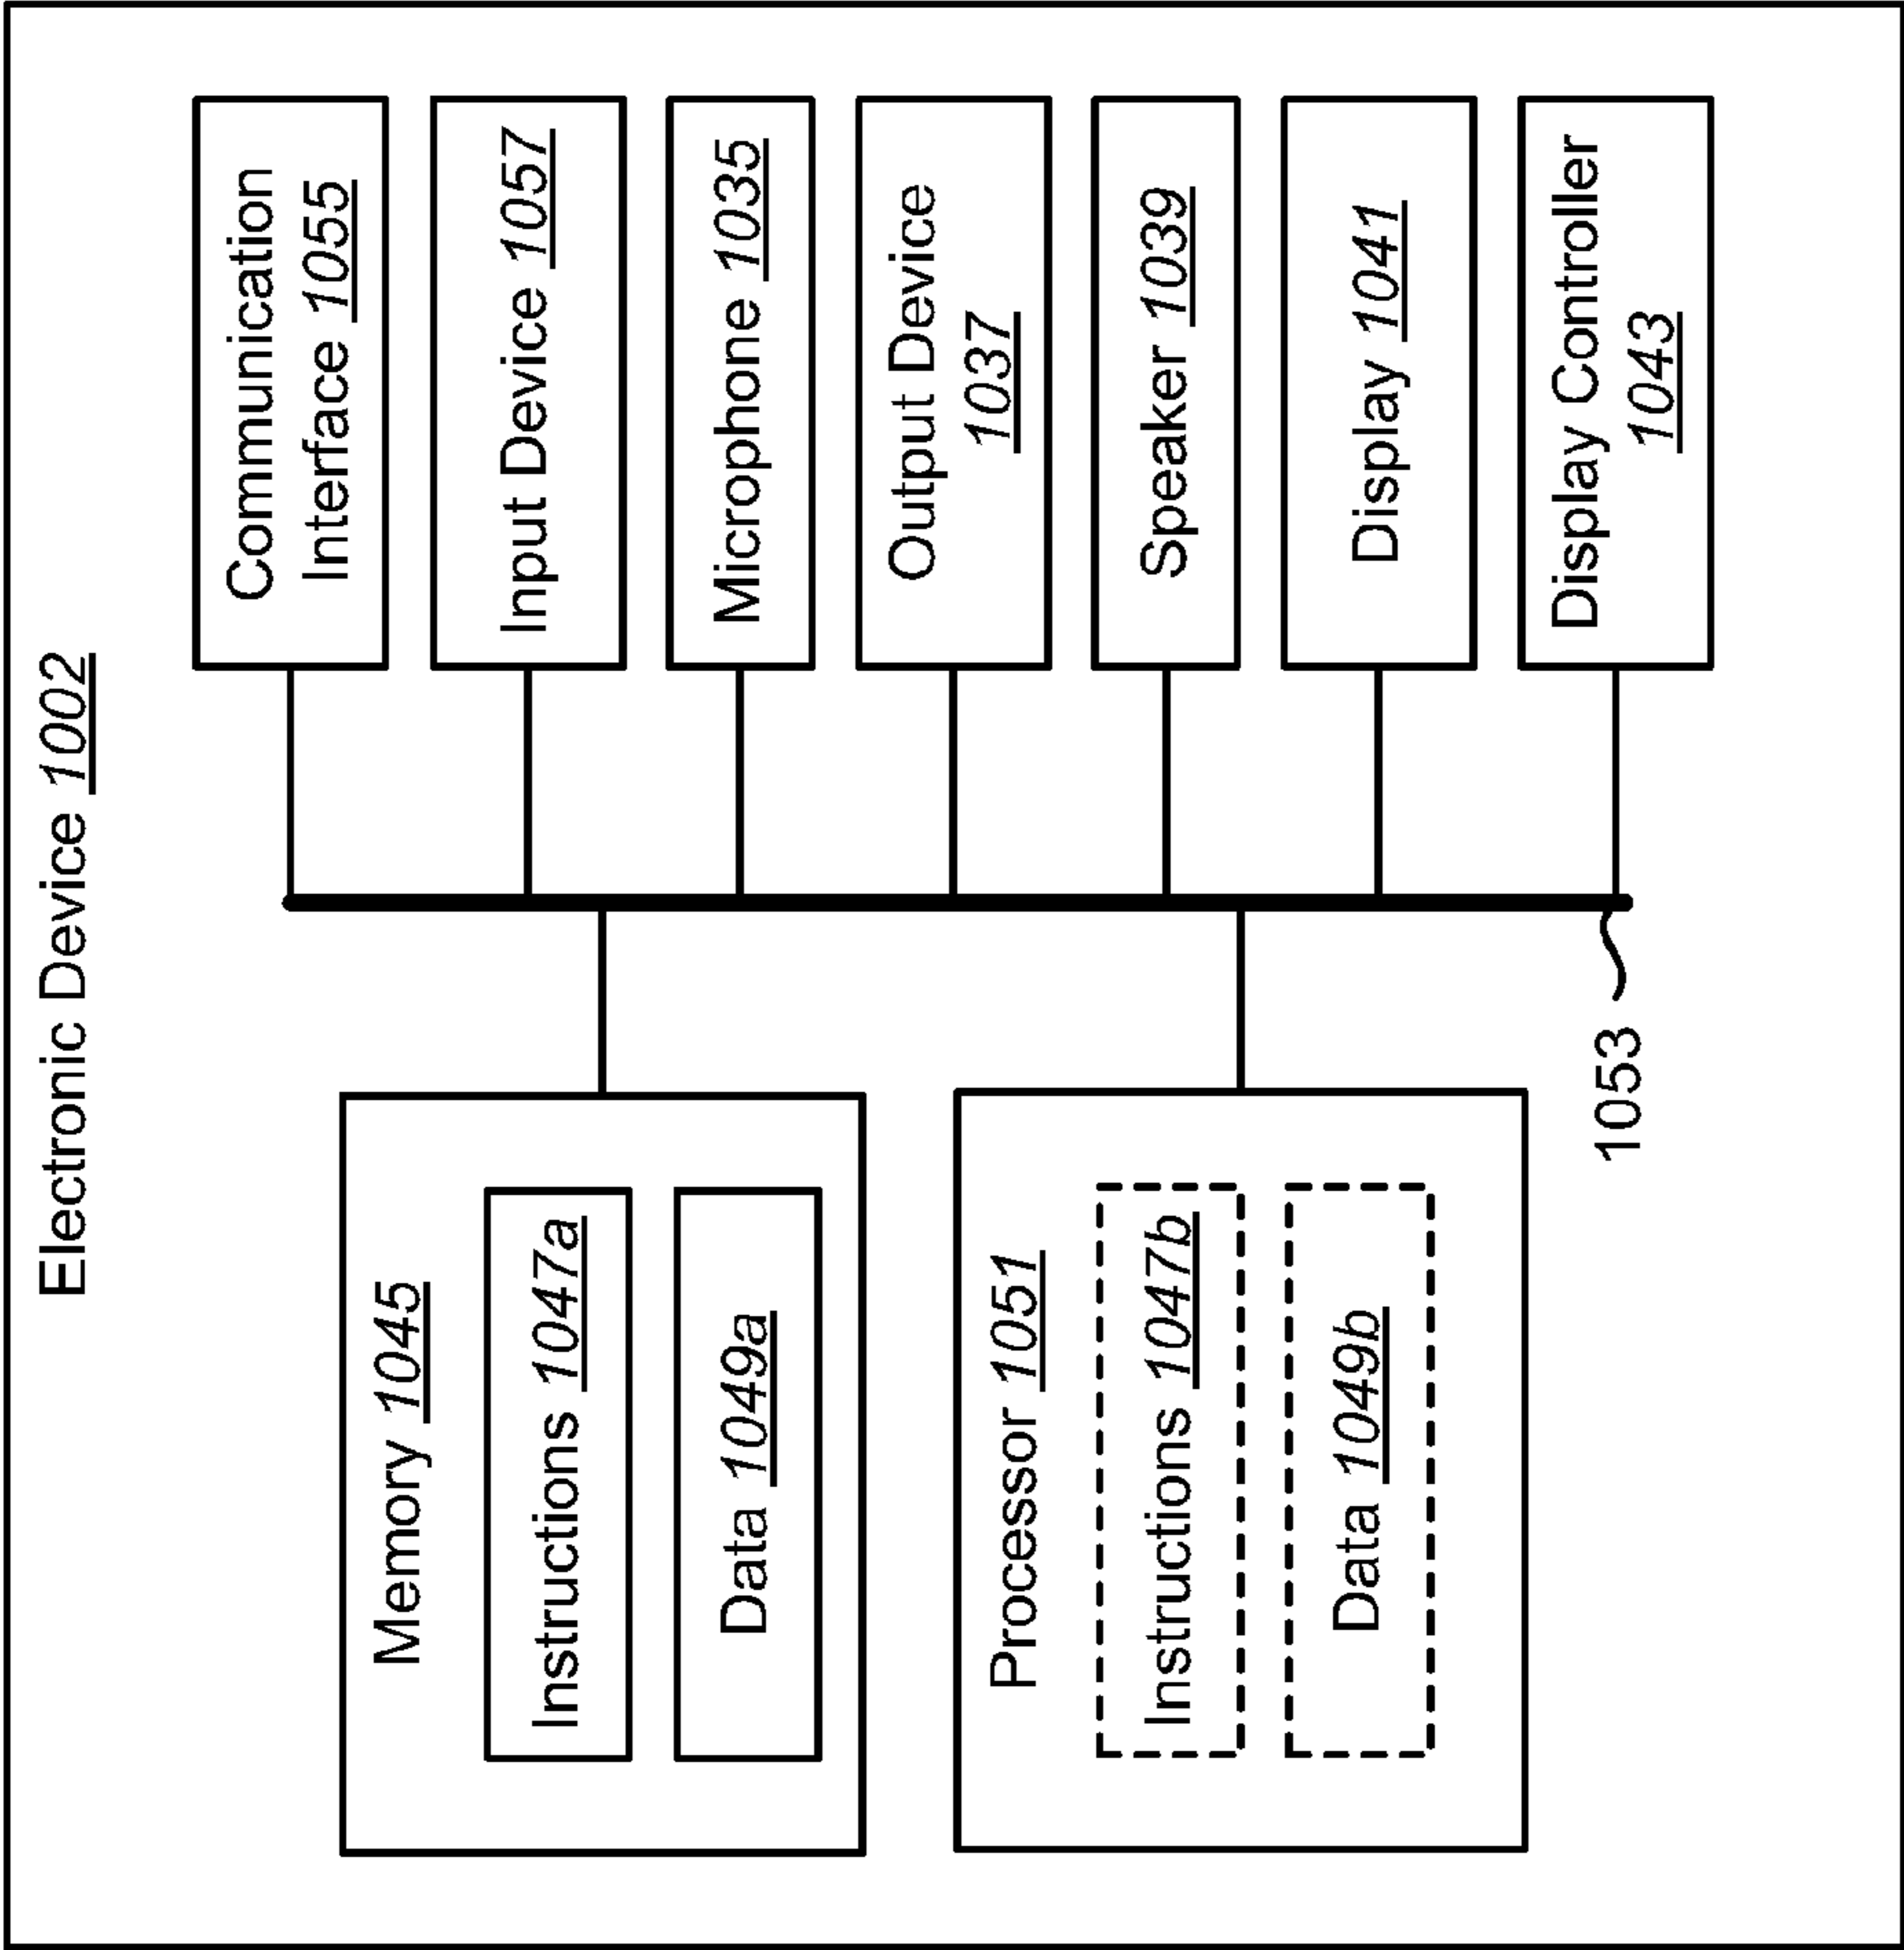 Electronic Device 1002
Memory 1045
Instructions 1047a
Data 1049a
Processor 1051
Instructions 1047b
Data 1049b
1053
Communication
Interface 1055
Input Device 1057
Microphone 1035
Output Device
1037
Speaker 1039
Display 1041
Display Controller
1043